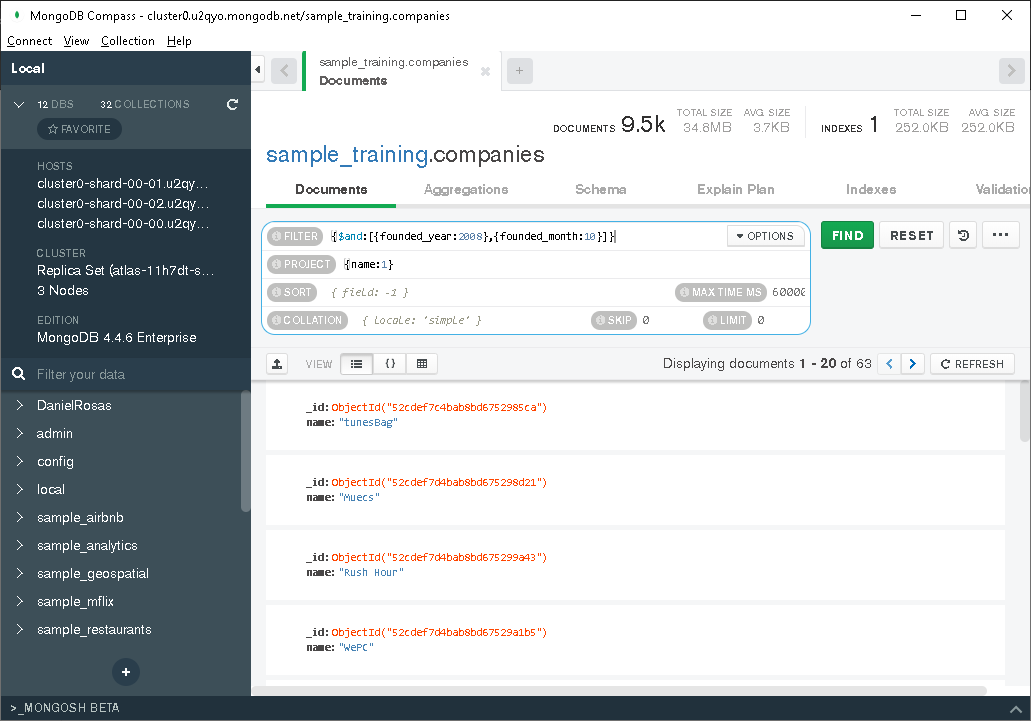 MongoDB Compass - cluster0.u2qyo.mongodb.net/sample_training.companies
Connect View Collection Help
Local
12 DBS 32 COLLECTIONS
FAVORITE
HOSTS
cluster0-shard-00-01.u2qy...
cluster0-shard-00-02.u2qy...
cluster0-shard-00-00.u2qy...
CLUSTER
Replica Set (atlas-11h7dt-s...
3 Nodes
EDITION
MongoDB 4.4.6 Enterprise
Filter your data
DanielRosas
admin
config
local
sample_airbnb
sample_analytics
sample_geospatial
sample_mflix
sample_restaurants
+
>_MONGOSH BETA
sample_training.companies
Documents
+
DOCUMENTS 9.5k TOTAL SIZE 34.8MB AVG. SIZE 3.7KB INDEXES 1 TOTAL SIZE 252.0KB AVG. SIZE 252.0KB
sample_training.companies
Documents Aggregations Schema Explain Plan Indexes Validatio
FILTER {$and:[{founded_year:2008},{founded_month:10}]} OPTIONS FIND RESET ...
PROJECT {name:1}
SORT { field: -1 } MAX TIME MS 60000
COLLATION { locale: 'simple' } SKIP 0 LIMIT 0
VIEW {} Displaying documents 1 - 20 of 63 < > REFRESH
_id:ObjectId("52cdef7c4bab8bd6752985ca")
name:"tunesBag"
_id:ObjectId("52cdef7d4bab8bd675298d21")
name:"Muecs"
_id:ObjectId("52cdef7d4bab8bd675299a43")
name:"Rush Hour"
_id:ObjectId("52cdef7d4bab8bd67529a1b5")
name:"WePC"